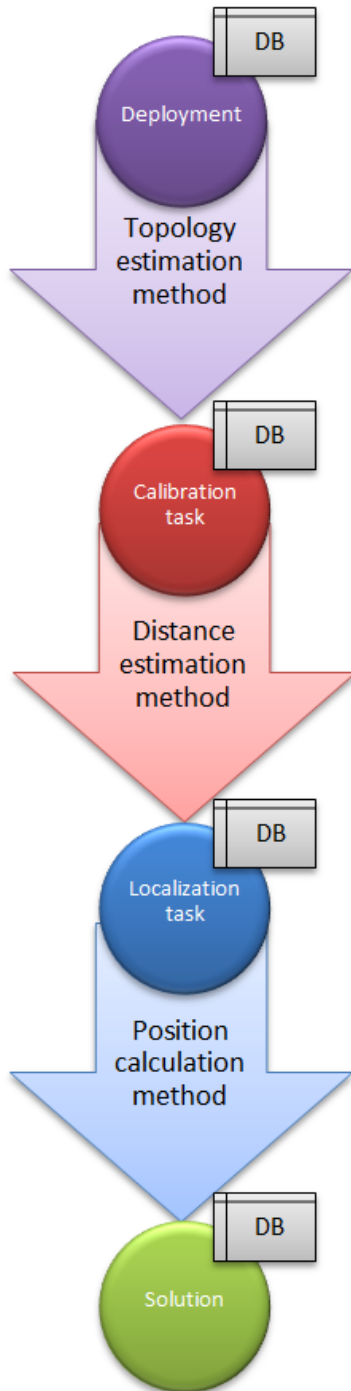 DB
Deployment
Topology
estimation
method
DB
Calibration
task
Distance
estimation
method
DB
Localization
task
Position
calculation
method
DB
Solution